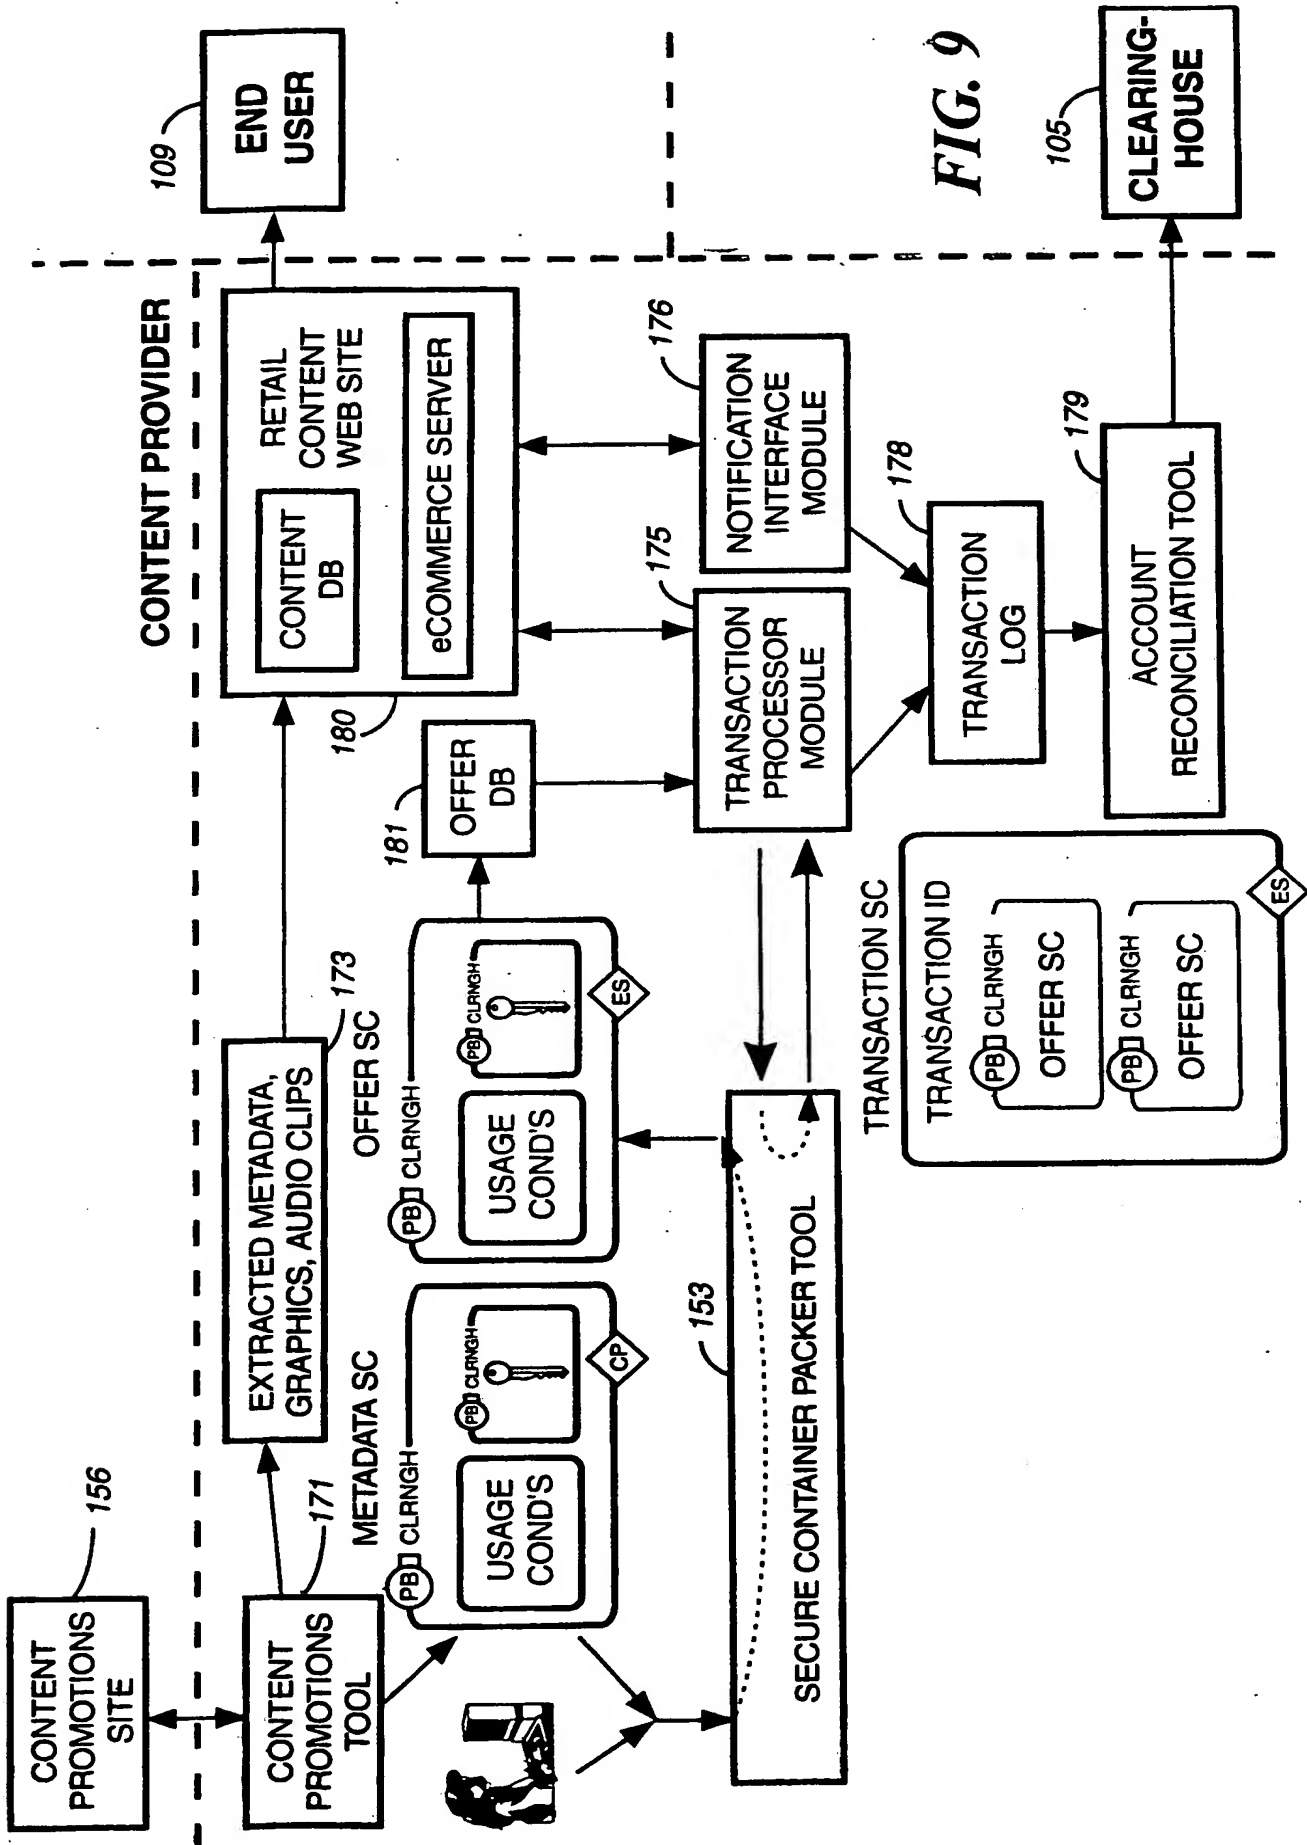 CONTENT
PROMOTIONS
SITE
156
CONTENT PROVIDER
CONTENT
PROMOTIONS
TOOL
171
EXTRACTED METADATA,
GRAPHICS, AUDIO CLIPS
173
RETAIL
CONTENT
WEB SITE
CONTENT
DB
eCOMMERCE SERVER
180
END
USER
109
METADATA SC
PB CLRNGH
USAGE
COND'S
PB CLRNGH
CP
OFFER SC
PB CLRNGH
USAGE
COND'S
PB CLRNGH
ES
OFFER
DB
181
SECURE CONTAINER PACKER TOOL
153
TRANSACTION
PROCESSOR
MODULE
175
NOTIFICATION
INTERFACE
MODULE
176
TRANSACTION SC
TRANSACTION ID
PB CLRNGH
OFFER SC
PB CLRNGH
OFFER SC
ES
TRANSACTION
LOG
178
ACCOUNT
RECONCILIATION TOOL
179
CLEARING-
HOUSE
105
FIG. 9